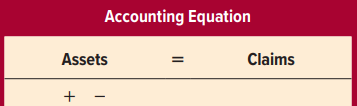 Accounting Equation
Assets = Claims
+ −